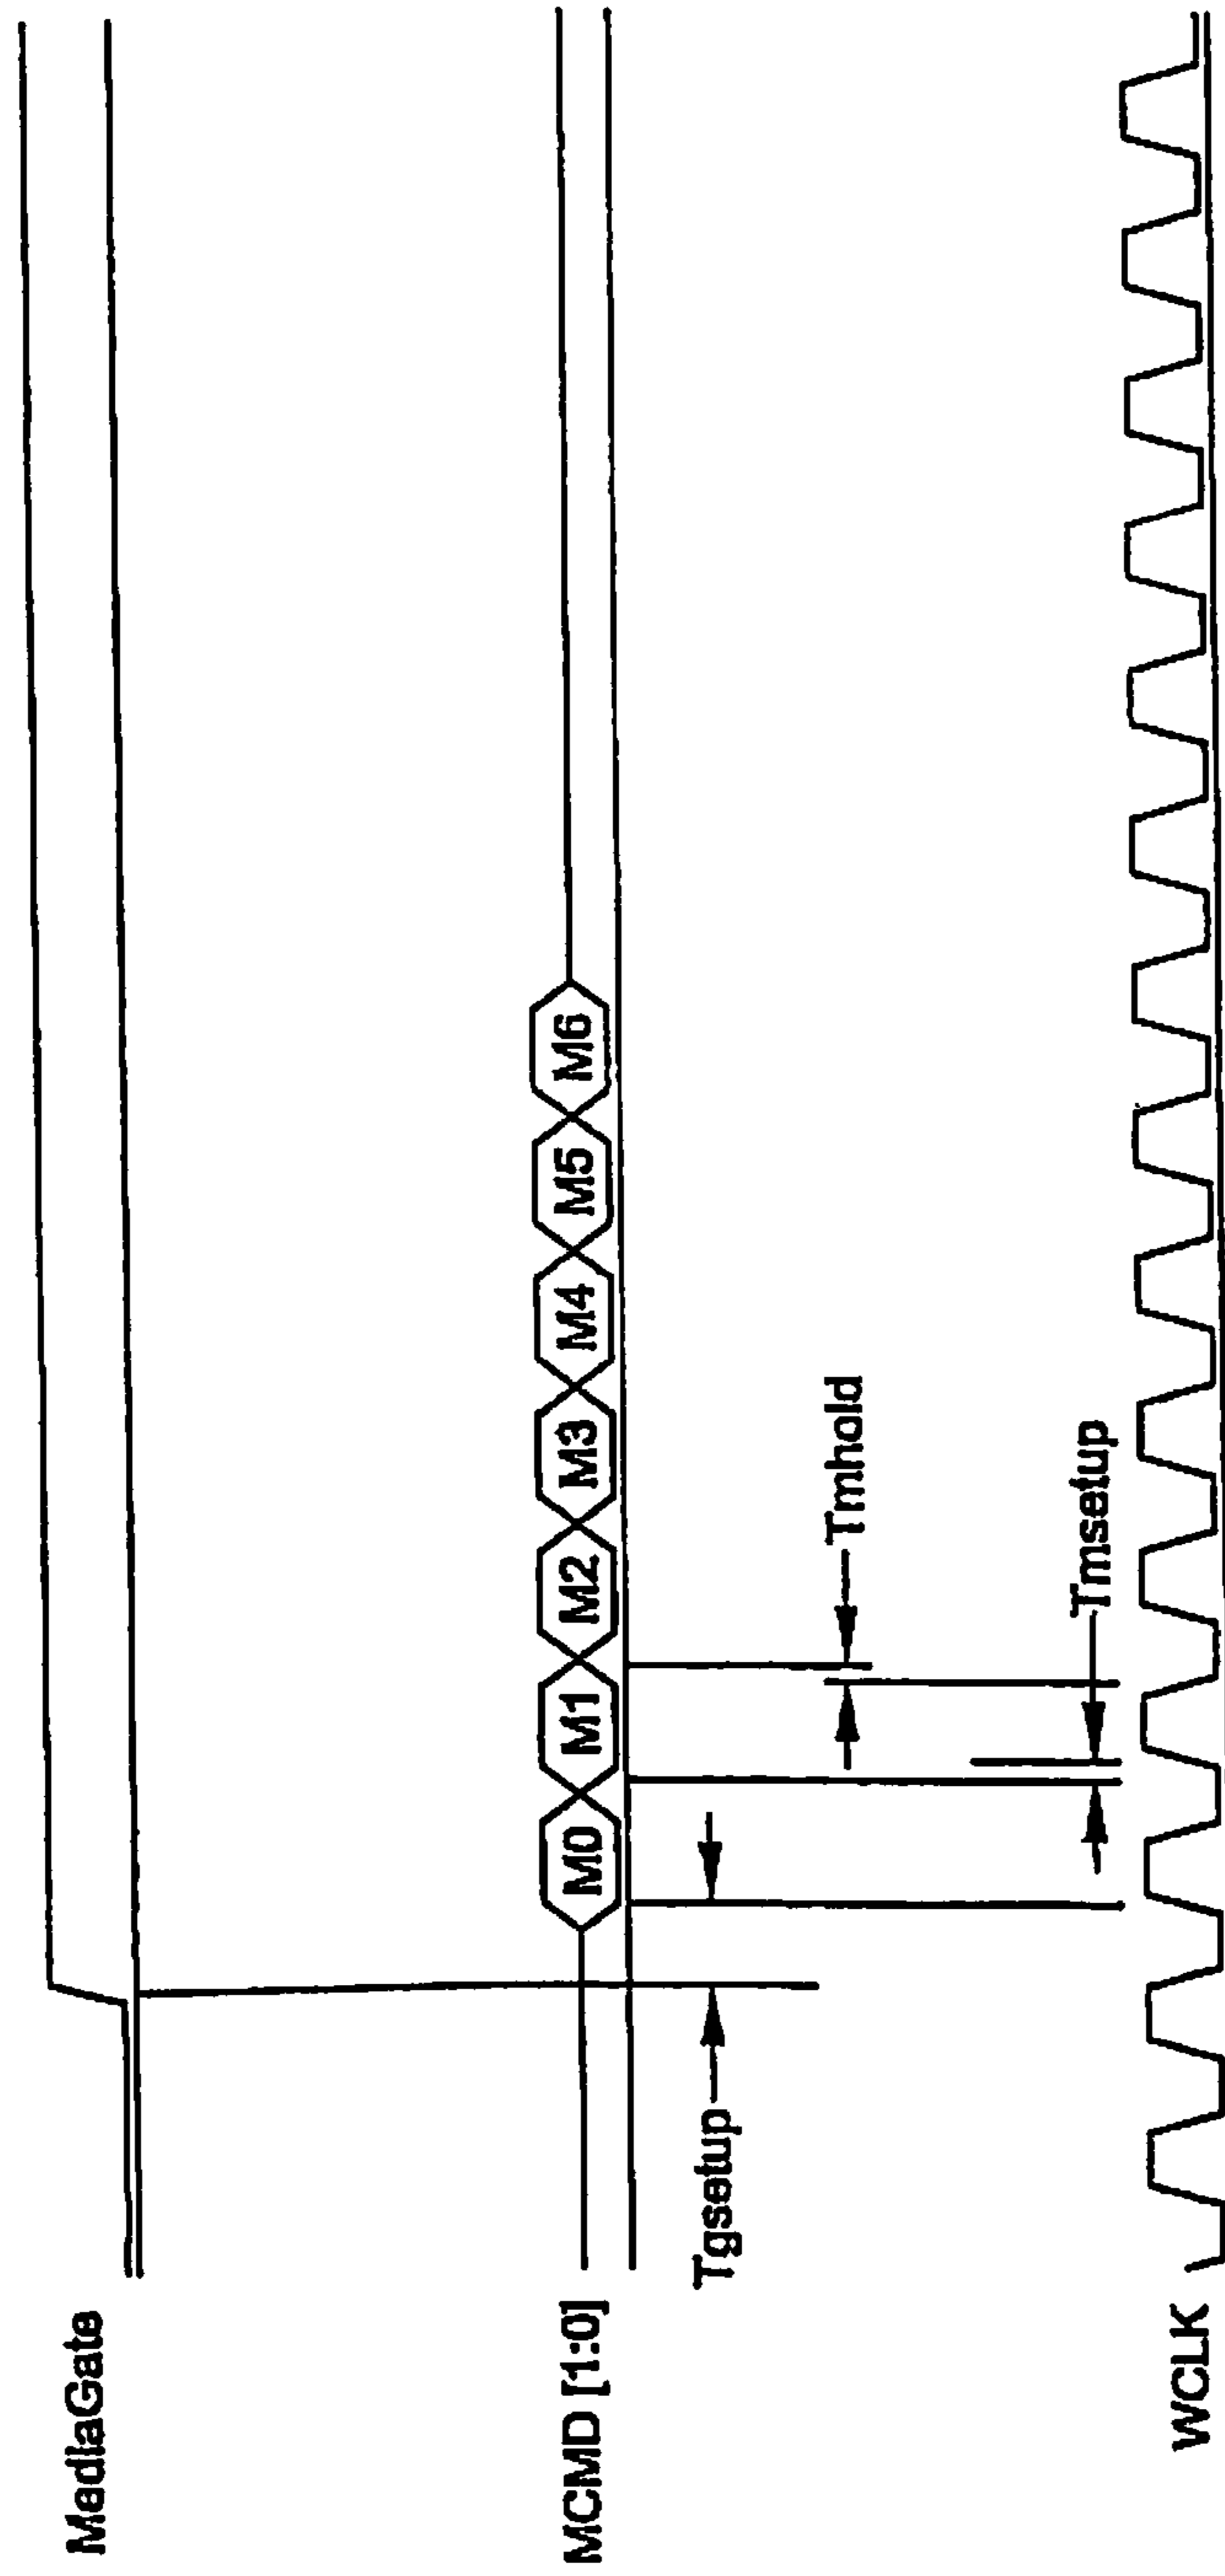 MediaGate
MCMD [1:0]
M0 M1 M2 M3 M4 M5 M6
Tgsetup
Tmhold
Tmsetup
WCLK